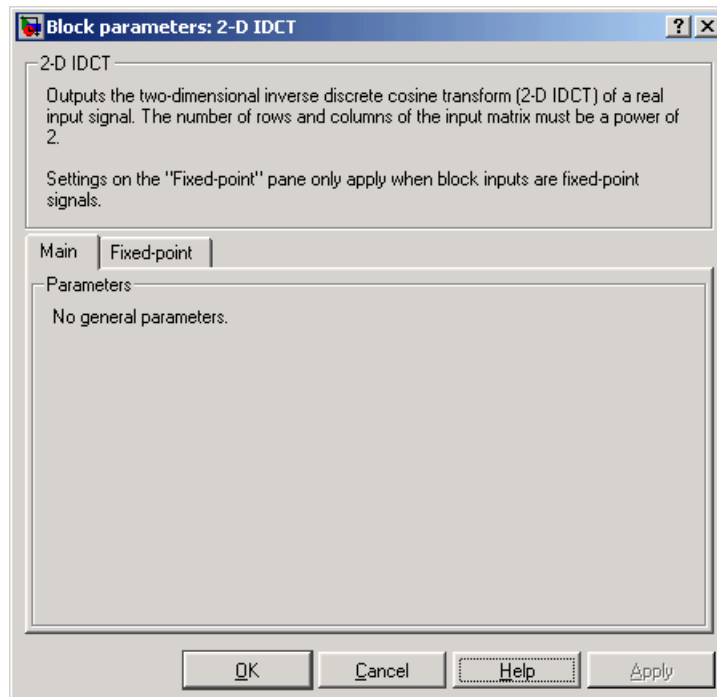 Block parameters: 2-D IDCT
2-D IDCT
Outputs the two-dimensional inverse discrete cosine transform (2-D IDCT) of a real
input signal. The number of rows and columns of the input matrix must be a power of
2.
Settings on the "Fixed-point" pane only apply when block inputs are fixed-point
signals.
Main Fixed-point
Parameters
No general parameters.
OK Cancel Help Apply